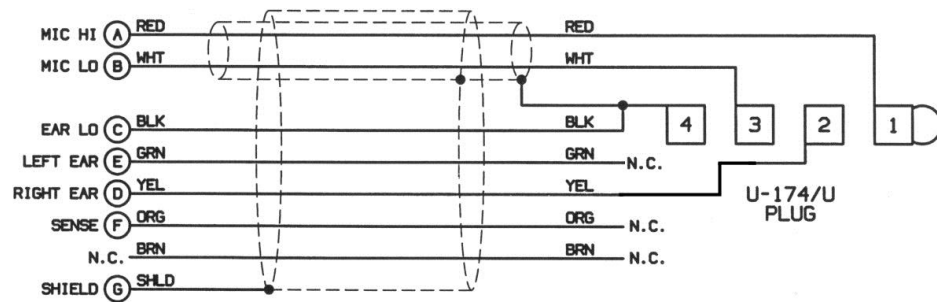 MIC HI A RED RED
MIC LO B WHT WHT
EAR LO C BLK BLK 4 3 2 1
LEFT EAR E GRN GRN N.C.
RIGHT EAR D YEL YEL U-174/U
PLUG
SENSE F ORG ORG N.C.
N.C. BRN BRN N.C.
SHIELD G SHLD